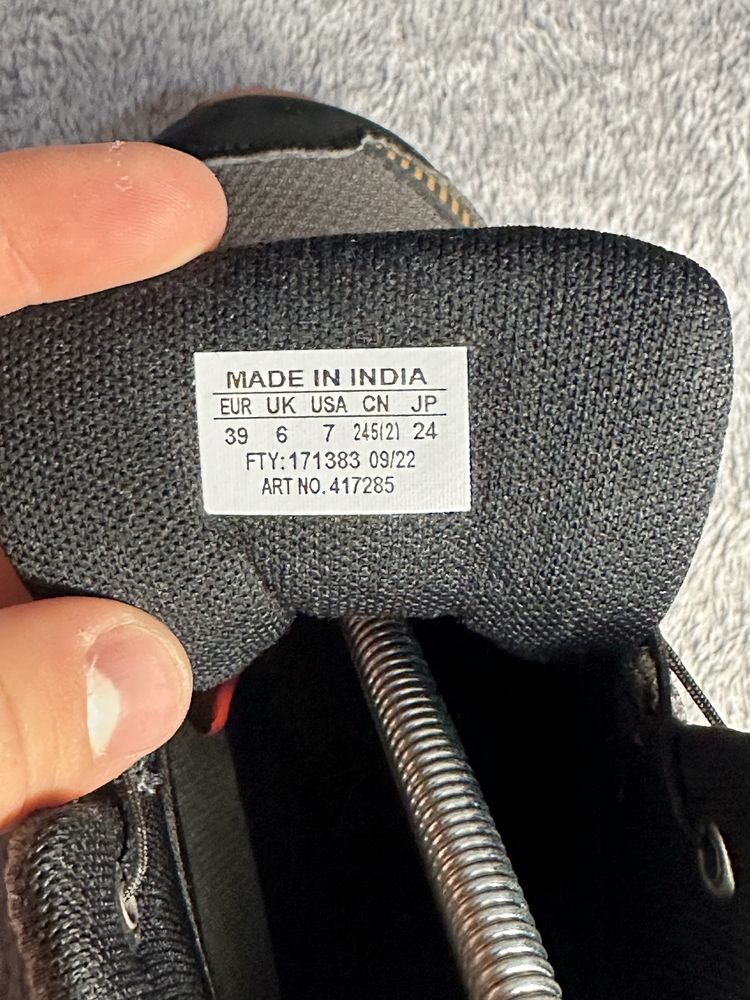 MADE IN INDIA
EUR UK USA CN JP
39 6 7 245(2) 24
FTY:171383 09/22
ART NO. 417285